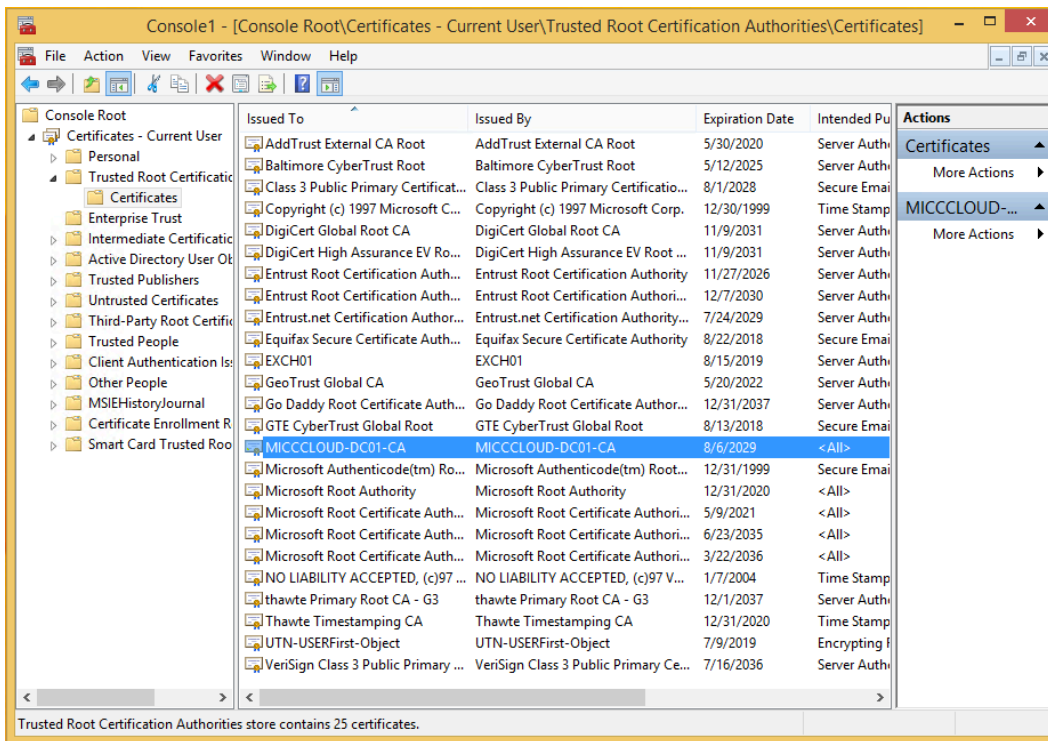 Console1 - [Console Root\Certificates - Current User\Trusted Root Certification Authorities\Certificates]
File Action View Favorites Window Help
Console Root
Certificates - Current User
Personal
Trusted Root Certificatic
Certificates
Enterprise Trust
Intermediate Certificatic
Active Directory User Ob
Trusted Publishers
Untrusted Certificates
Third-Party Root Certific
Trusted People
Client Authentication Is
Other People
MSIEHistoryJournal
Certificate Enrollment R
Smart Card Trusted Roo
Issued To Issued By Expiration Date Intended Pu
AddTrust External CA Root AddTrust External CA Root 5/30/2020 Server Auth
Baltimore CyberTrust Root Baltimore CyberTrust Root 5/12/2025 Server Auth
Class 3 Public Primary Certificat... Class 3 Public Primary Certificatio... 8/1/2028 Secure Emai
Copyright (c) 1997 Microsoft C... Copyright (c) 1997 Microsoft Corp. 12/30/1999 Time Stamp
DigiCert Global Root CA DigiCert Global Root CA 11/9/2031 Server Auth
DigiCert High Assurance EV Ro... DigiCert High Assurance EV Root ... 11/9/2031 Server Auth
Entrust Root Certification Auth... Entrust Root Certification Authority 11/27/2026 Server Auth
Entrust Root Certification Auth... Entrust Root Certification Authori... 12/7/2030 Server Auth
Entrust.net Certification Author... Entrust.net Certification Authority... 7/24/2029 Server Auth
Equifax Secure Certificate Auth... Equifax Secure Certificate Authority 8/22/2018 Secure Emai
EXCH01 EXCH01 8/15/2019 Server Auth
GeoTrust Global CA GeoTrust Global CA 5/20/2022 Server Auth
Go Daddy Root Certificate Auth... Go Daddy Root Certificate Author... 12/31/2037 Server Auth
GTE CyberTrust Global Root GTE CyberTrust Global Root 8/13/2018 Secure Emai
MICCCLOUD-DC01-CA MICCCLOUD-DC01-CA 8/6/2029 <All>
Microsoft Authenticode(tm) Ro... Microsoft Authenticode(tm) Root... 12/31/1999 Secure Emai
Microsoft Root Authority Microsoft Root Authority 12/31/2020 <All>
Microsoft Root Certificate Auth... Microsoft Root Certificate Authori... 5/9/2021 <All>
Microsoft Root Certificate Auth... Microsoft Root Certificate Authori... 6/23/2035 <All>
Microsoft Root Certificate Auth... Microsoft Root Certificate Authori... 3/22/2036 <All>
NO LIABILITY ACCEPTED, (c)97 ... NO LIABILITY ACCEPTED, (c)97 V... 1/7/2004 Time Stamp
thawte Primary Root CA - G3 thawte Primary Root CA - G3 12/1/2037 Server Auth
Thawte Timestamping CA Thawte Timestamping CA 12/31/2020 Time Stamp
UTN-USERFirst-Object UTN-USERFirst-Object 7/9/2019 Encrypting F
VeriSign Class 3 Public Primary ... VeriSign Class 3 Public Primary Ce... 7/16/2036 Server Auth
Actions
Certificates
More Actions
MICCCLOUD-...
More Actions
Trusted Root Certification Authorities store contains 25 certificates.